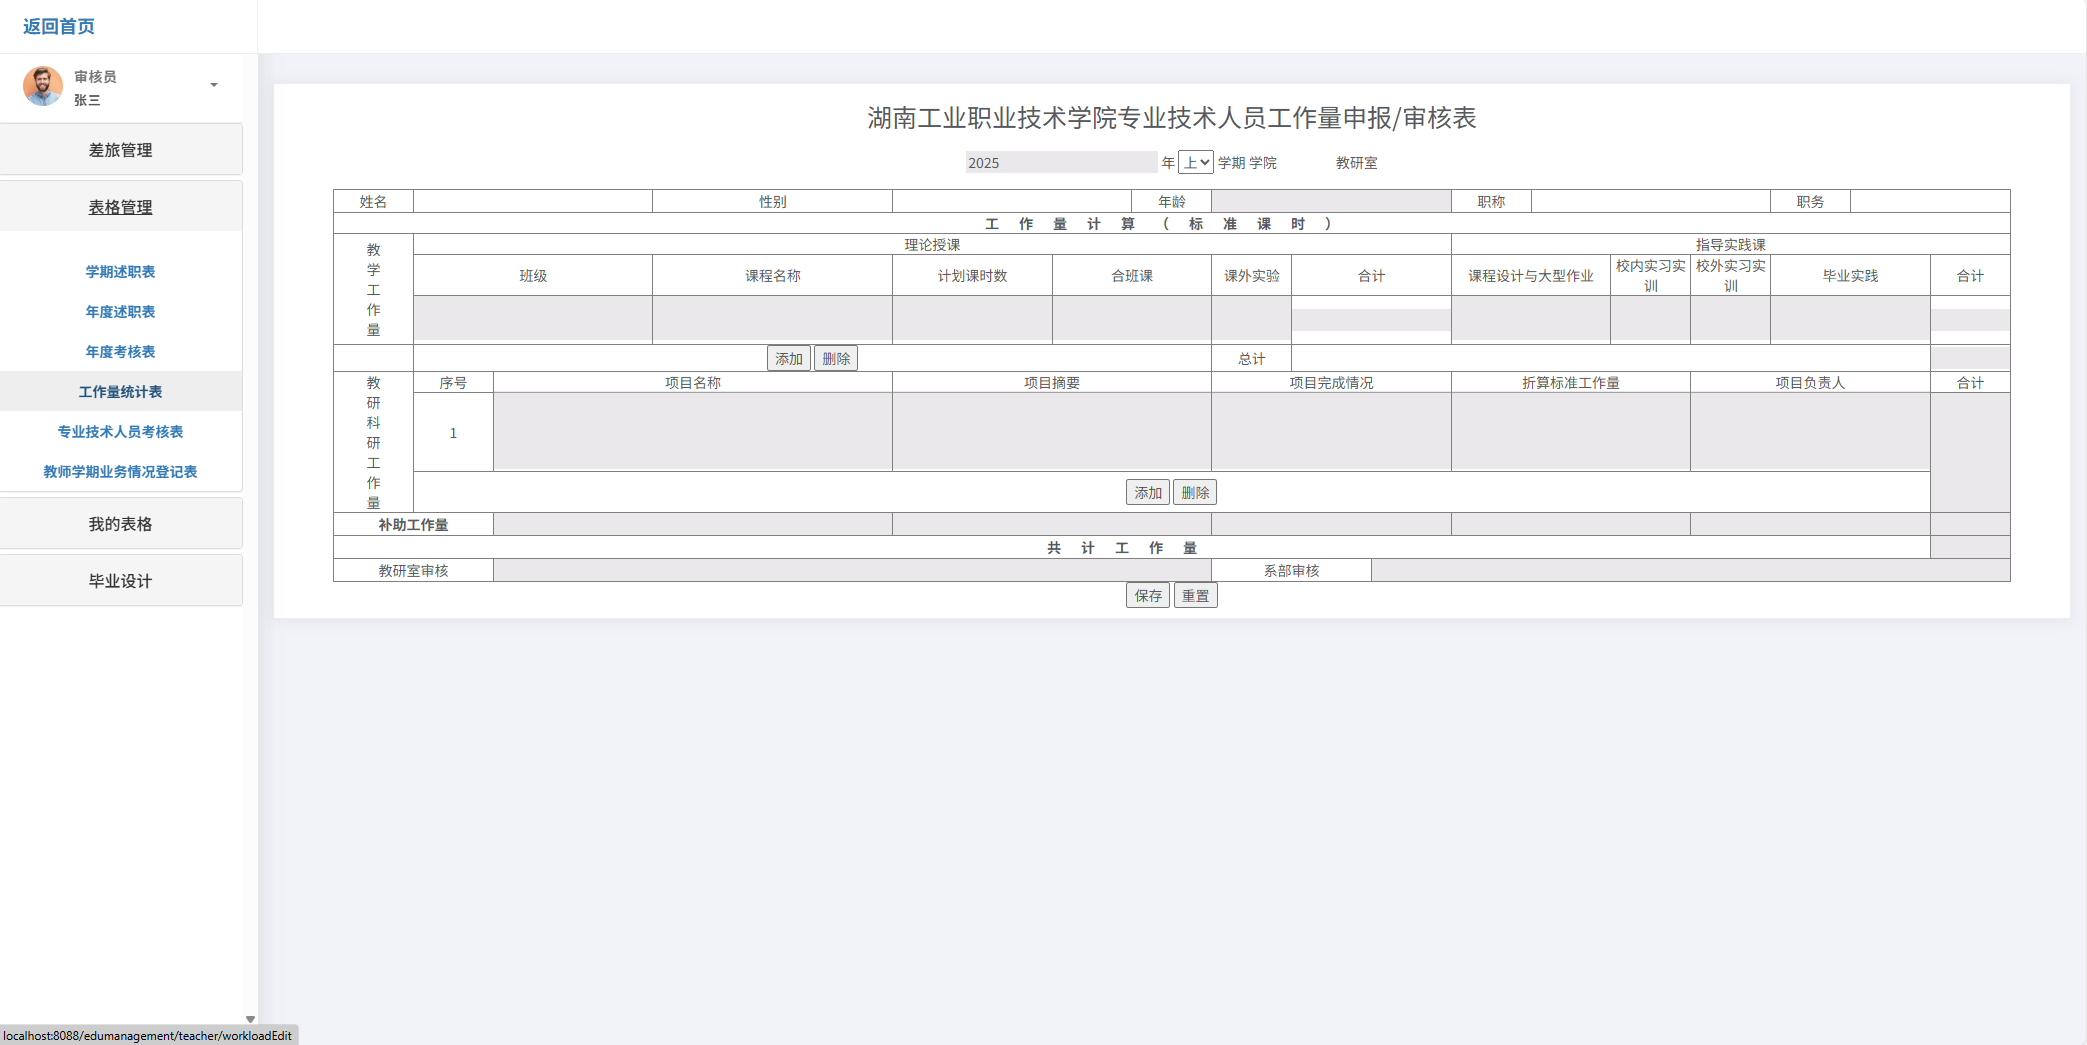 返回首页
审核员
张三
差旅管理
表格管理
学期述职表
年度述职表
年度考核表
工作量统计表
专业技术人员考核表
教师学期业务情况登记表
我的表格
毕业设计
湖南工业职业技术学院专业技术人员工作量申报/审核表
2025 年 上 学期 学院 教研室
姓名 性别 年龄 职称 职务
工 作 量 计 算 （ 标 准 课 时 ）
教学工作量 理论授课 指导实践课
班级 课程名称 计划课时数 合班课 课外实验 合计 课程设计与大型作业 校内实习实训 校外实习实训 毕业实践 合计
添加 删除 总计
教研科研工作量 序号 项目名称 项目摘要 项目完成情况 折算标准工作量 项目负责人 合计
1
添加 删除
补助工作量
共 计 工 作 量
教研室审核 系部审核
保存 重置
localhost:8088/edumanagement/teacher/workloadEdit